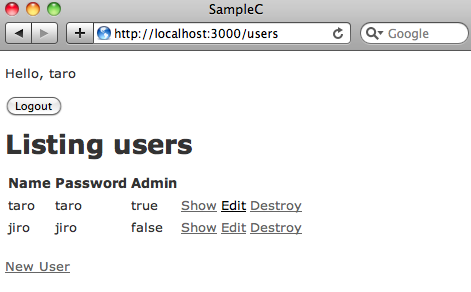 SampleC
http://localhost:3000/users
Google
Hello, taro
Logout
Listing users
Name Password Admin
taro taro true Show Edit Destroy
jiro jiro false Show Edit Destroy
New User